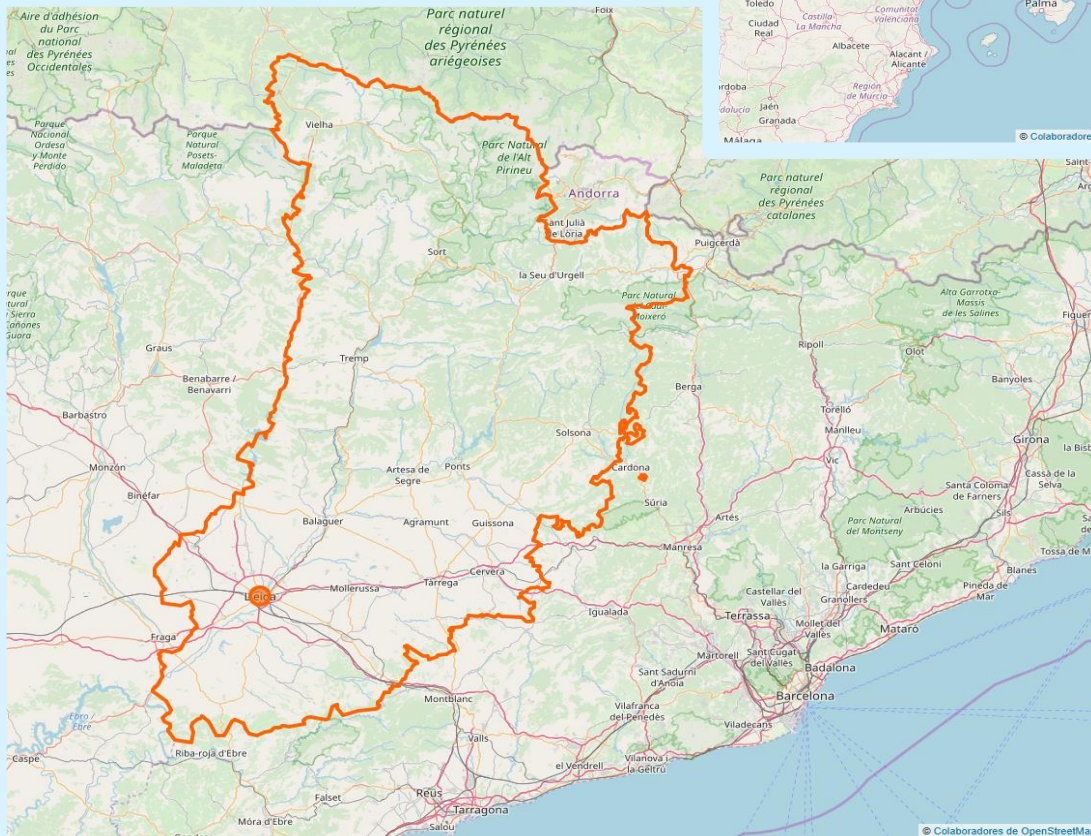 Aire d'adhésion
du Parc
national
des Pyrénées
Occidentales
Parc naturel
régional
des Pyrénées
ariégeoises
Foix
Toledo
Ciudad
Real
Castilla
La Mancha
Comunitat
Valenciana
Albacete
Alacant /
Alicante
Palma
Región
de Murcia
Jaén
Granada
Málaga
© Colaboradore
Parque
Nacional
Ordesa
y Monte
Perdido
Parque
Natural
Posets-
Maladeta
Vielha
Parc Natural
de l'Alt
Pirineu
Andorra
Sant Julià
de Lòria
Parc naturel
régional
des Pyrénées
catalanes
Puigcerdà
Sort
la Seu d'Urgell
Parc Natural
Alta Garrotxa-
Massis
de les Salines
Graus
Tremp
Benabarre /
Benavarri
Ripoll
Olot
Banyoles
Berga
Torelló
Manlleu
Barbastro
Solsona
Girona
Monzón
Artesa de
Segre
Ponts
Cardona
Vic
Cassà de la
Selva
Binéfar
Súria
Santa Coloma
de Farners
Sils
Balaguer
Agramunt
Guissona
Artés
Arbúcies
Parc Natural
del Montseny
Manresa
Tossa de M
Lleida
Mollerussa
Tàrrega
Cervera
la Garriga
Sant Celoni
Blanes
Cardedeu
Pineda de
Mar
Castellar del
Vallès
Granollers
Igualada
Terrassa
Mollet del
Vallès
Mataró
Fraga
Martorell
Sant Cugat
del Vallès
Badalona
Sant Sadurní
d'Anoia
Barcelona
Montblanc
Vilafranca
del Penedès
Viladecans
Ebro /
Ebre
Riba-roja d'Ebre
Valls
Caspe
el Vendrell
Vilanova i
la Geltrú
Falset
Reus
Móra d'Ebre
Tarragona
Salou
© Colaboradores de OpenStreetMa